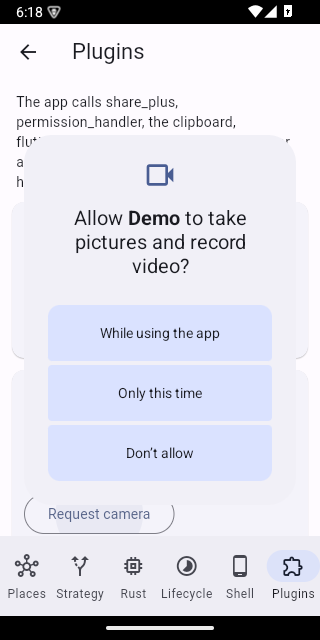 6:18
Plugins
The app calls share_plus,
permission_handler, the clipboard,
Allow Demo to take
pictures and record
video?
While using the app
Only this time
Don't allow
Request camera
Places Strategy Rust Lifecycle Shell Plugins